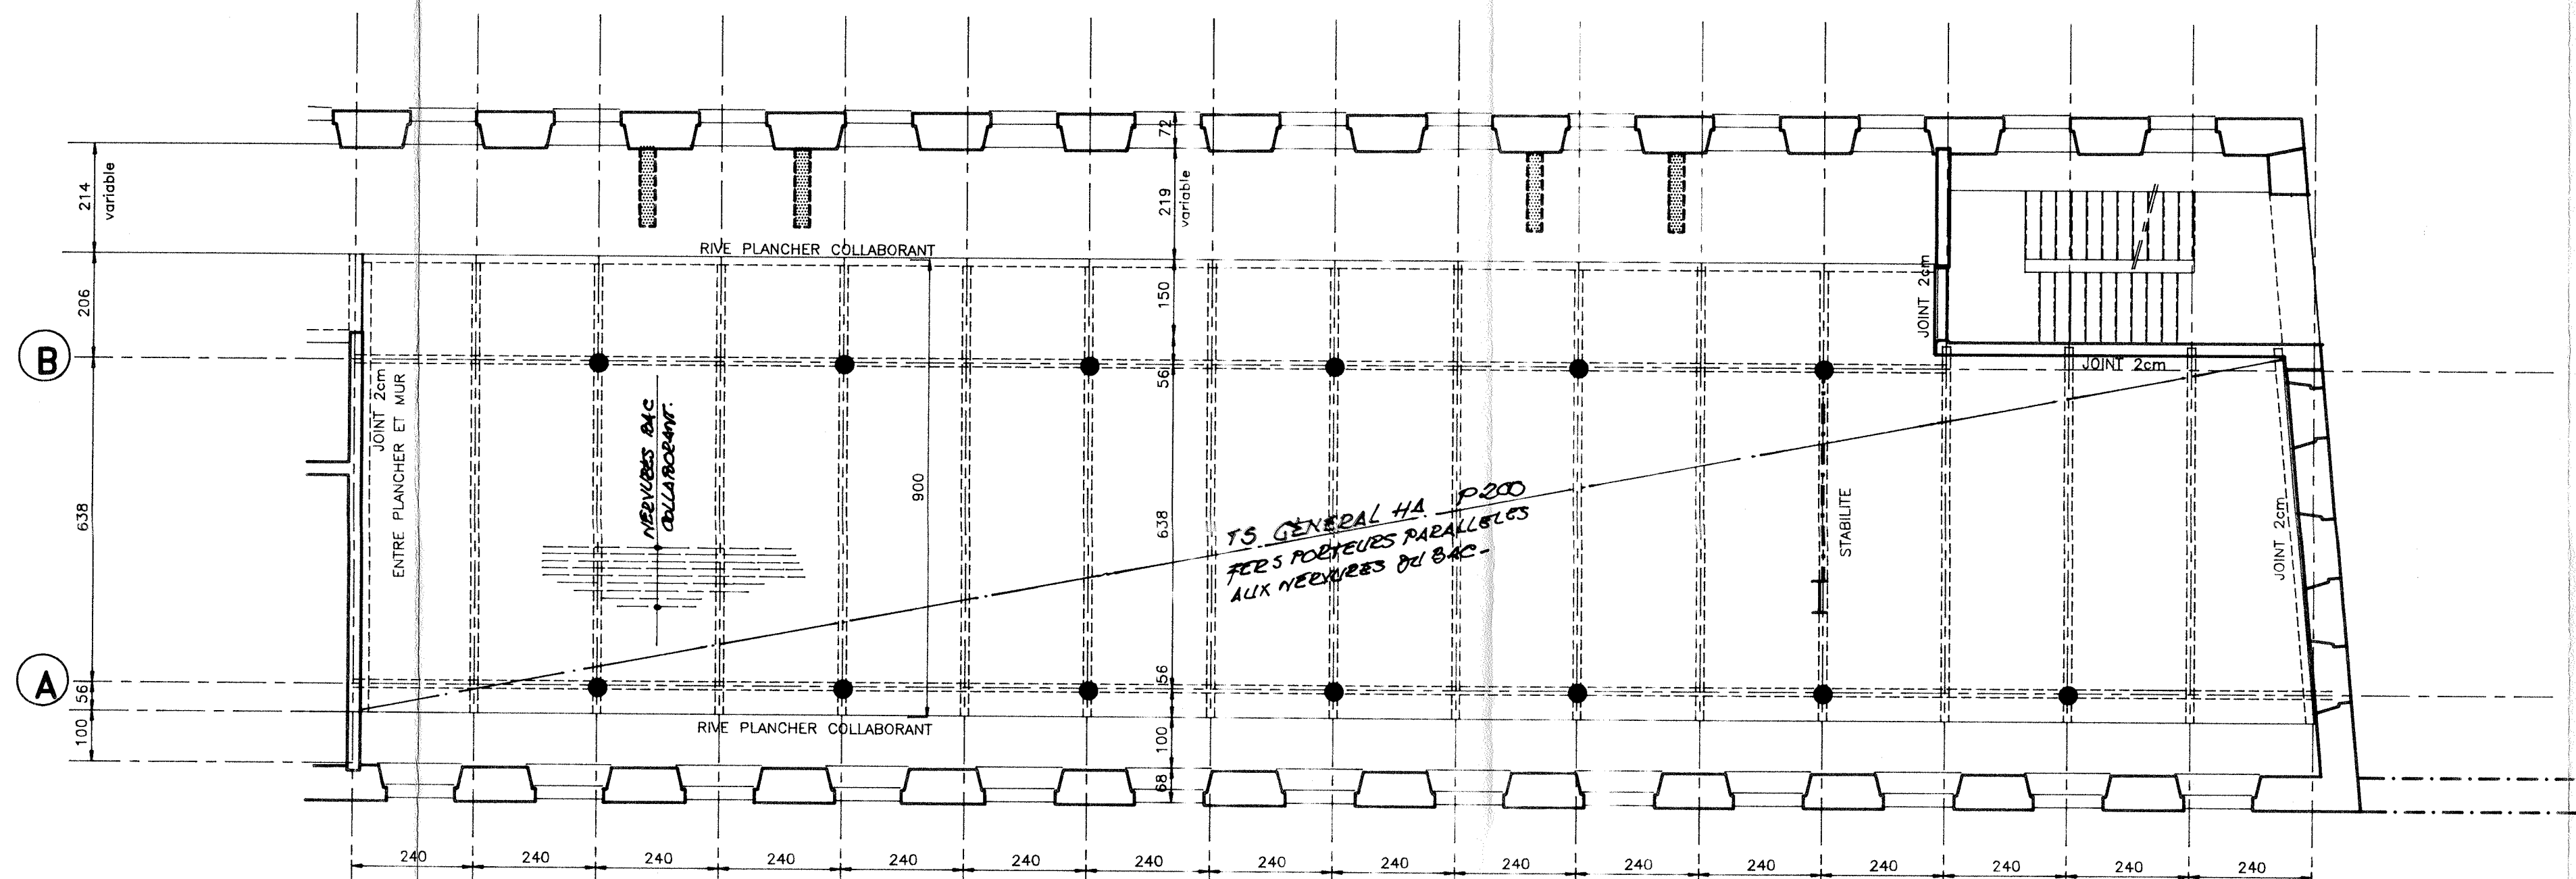 72
214
variable
219
variable
RIVE PLANCHER COLLABORANT
206
150
JOINT 2cm
B
56
JOINT 2cm
JOINT 2cm
ENTRE PLANCHER ET MUR
NERVURES BAC
COLLABORANT.
900
638
638
TS GENERAL HA P200
FERS PORTEURS PARALLELES
AUX NERVURES DU BAC-
STABILITE
JOINT 2cm
A
56
56
RIVE PLANCHER COLLABORANT
100
100
68
240 240 240 240 240 240 240 240 240 240 240 240 240 240 240 240